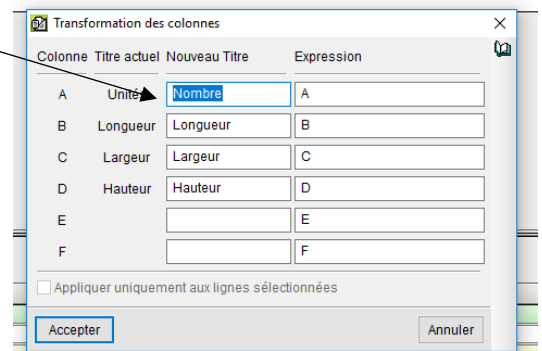 Transformation des colonnes
Colonne Titre actuel Nouveau Titre Expression
A Unités Nombre A
B Longueur Longueur B
C Largeur Largeur C
D Hauteur Hauteur D
E E
F F
Appliquer uniquement aux lignes sélectionnées
Accepter Annuler